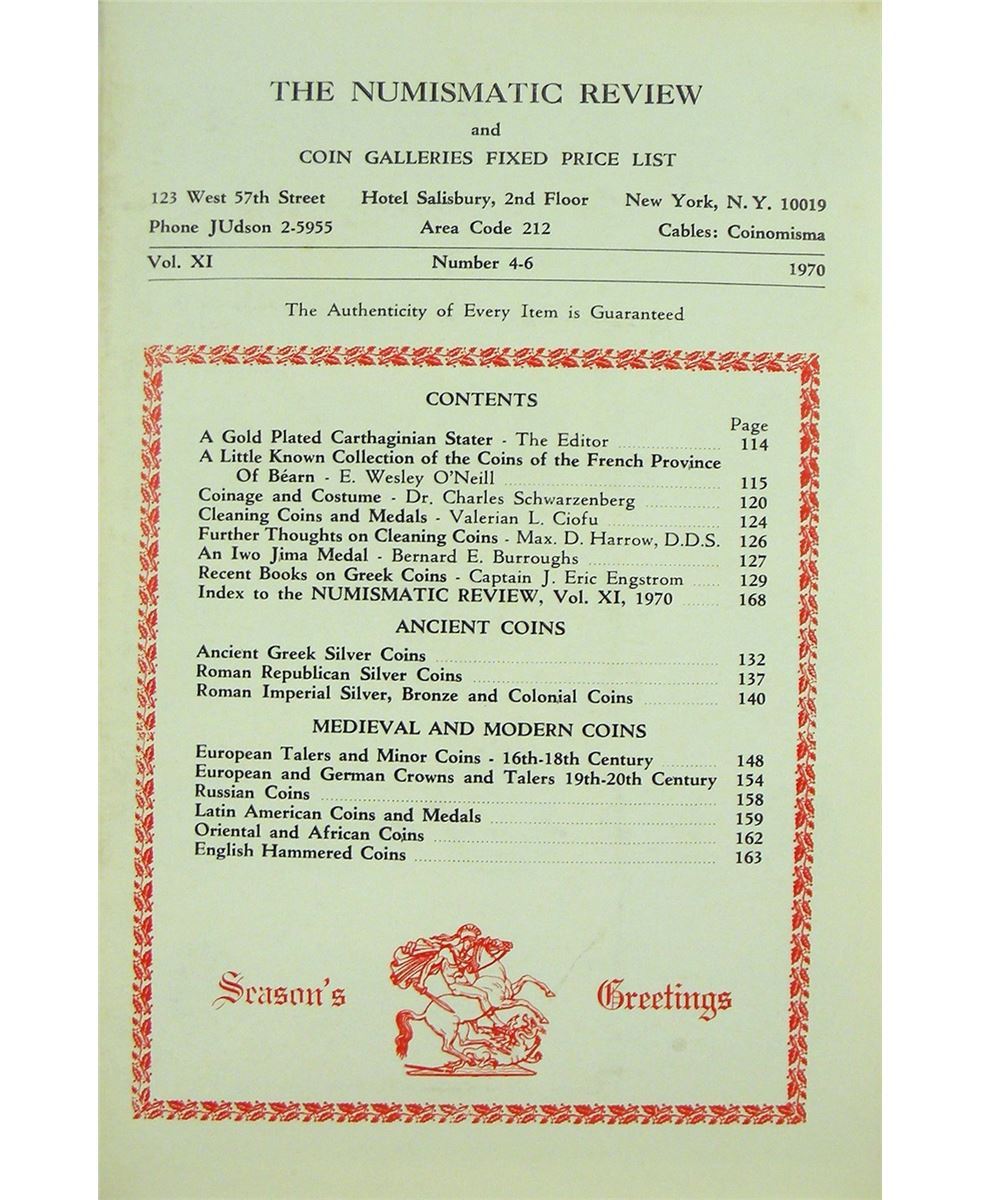 THE NUMISMATIC REVIEW
and
COIN GALLERIES FIXED PRICE LIST
123 West 57th Street Hotel Salisbury, 2nd Floor New York, N. Y. 10019
Phone JUdson 2-5955 Area Code 212 Cables: Coinomisma
Vol. XI Number 4-6 1970
The Authenticity of Every Item is Guaranteed
CONTENTS
Page
A Gold Plated Carthaginian Stater - The Editor 114
A Little Known Collection of the Coins of the French Province
Of Béarn - E. Wesley O'Neill 115
Coinage and Costume - Dr. Charles Schwarzenberg 120
Cleaning Coins and Medals - Valerian L. Ciofu 124
Further Thoughts on Cleaning Coins - Max. D. Harrow, D.D.S. 126
An Iwo Jima Medal - Bernard E. Burroughs 127
Recent Books on Greek Coins - Captain J. Eric Engstrom 129
Index to the NUMISMATIC REVIEW, Vol. XI, 1970 168
ANCIENT COINS
Ancient Greek Silver Coins 132
Roman Republican Silver Coins 137
Roman Imperial Silver, Bronze and Colonial Coins 140
MEDIEVAL AND MODERN COINS
European Talers and Minor Coins - 16th-18th Century 148
European and German Crowns and Talers 19th-20th Century 154
Russian Coins 158
Latin American Coins and Medals 159
Oriental and African Coins 162
English Hammered Coins 163
Season's Greetings